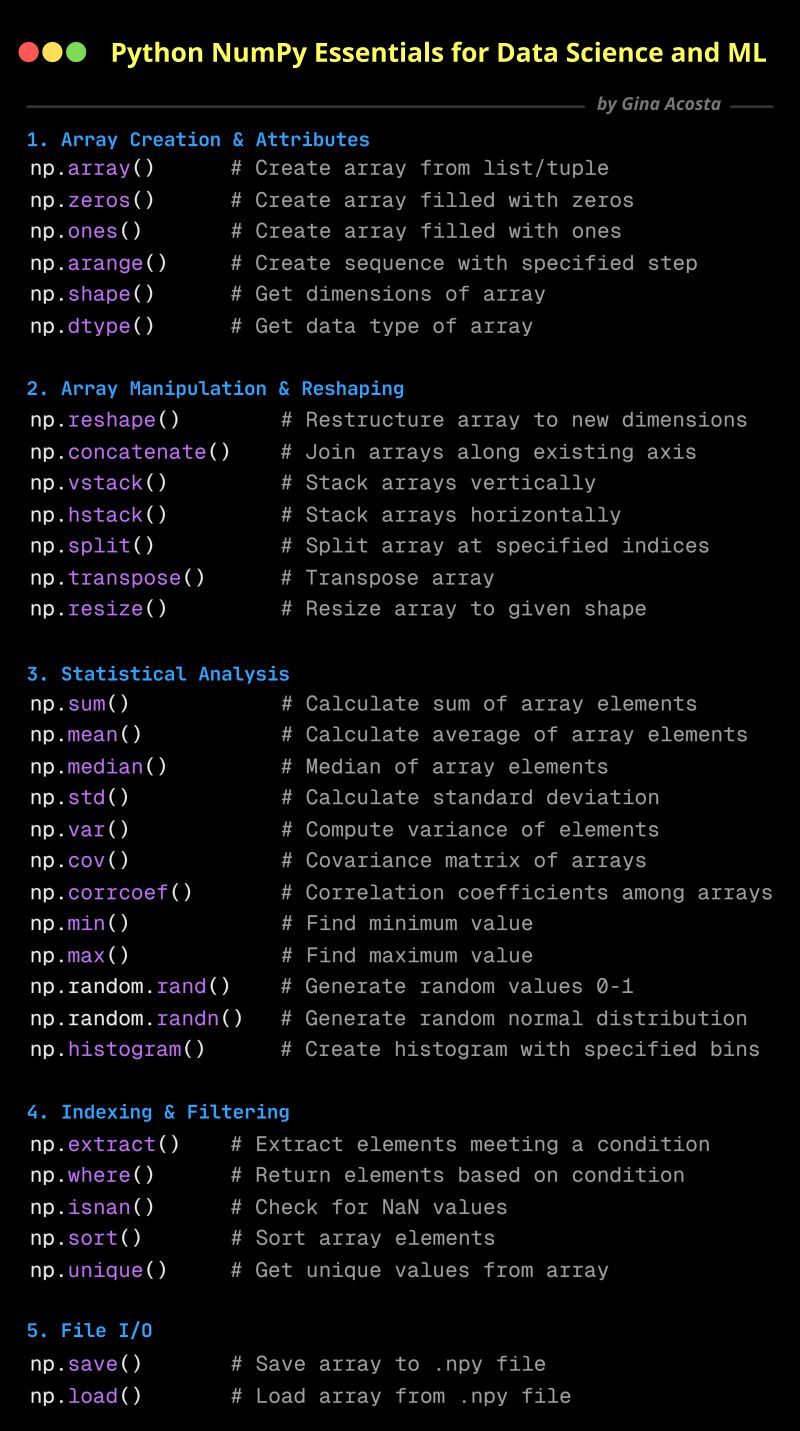 Python NumPy Essentials for Data Science and ML
by Gina Acosta
1. Array Creation & Attributes
np.array() # Create array from list/tuple
np.zeros() # Create array filled with zeros
np.ones() # Create array filled with ones
np.arange() # Create sequence with specified step
np.shape() # Get dimensions of array
np.dtype() # Get data type of array
2. Array Manipulation & Reshaping
np.reshape() # Restructure array to new dimensions
np.concatenate() # Join arrays along existing axis
np.vstack() # Stack arrays vertically
np.hstack() # Stack arrays horizontally
np.split() # Split array at specified indices
np.transpose() # Transpose array
np.resize() # Resize array to given shape
3. Statistical Analysis
np.sum() # Calculate sum of array elements
np.mean() # Calculate average of array elements
np.median() # Median of array elements
np.std() # Calculate standard deviation
np.var() # Compute variance of elements
np.cov() # Covariance matrix of arrays
np.corrcoef() # Correlation coefficients among arrays
np.min() # Find minimum value
np.max() # Find maximum value
np.random.rand() # Generate random values 0-1
np.random.randn() # Generate random normal distribution
np.histogram() # Create histogram with specified bins
4. Indexing & Filtering
np.extract() # Extract elements meeting a condition
np.where() # Return elements based on condition
np.isnan() # Check for NaN values
np.sort() # Sort array elements
np.unique() # Get unique values from array
5. File I/O
np.save() # Save array to .npy file
np.load() # Load array from .npy file